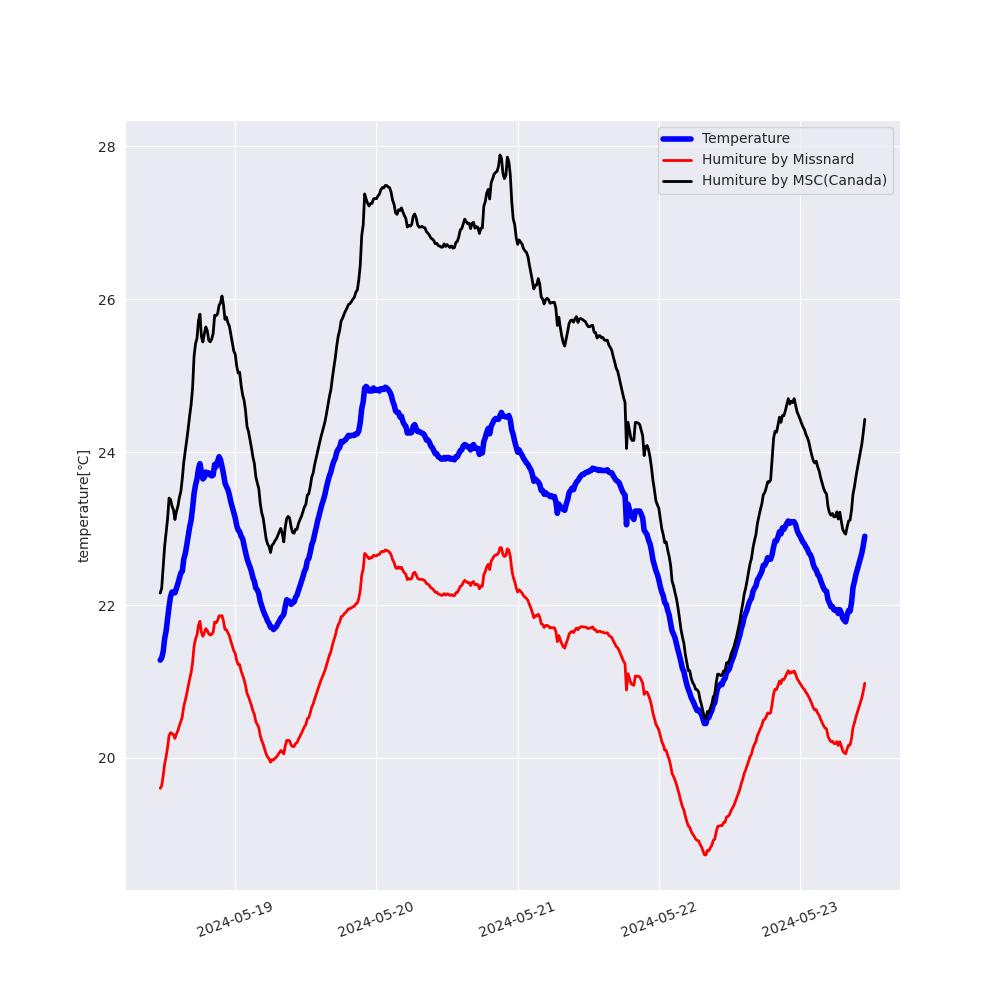 28
26
24
22
20
temperature[℃]
Temperature
Humiture by Missnard
Humiture by MSC(Canada)
2024-05-19
2024-05-20
2024-05-21
2024-05-22
2024-05-23